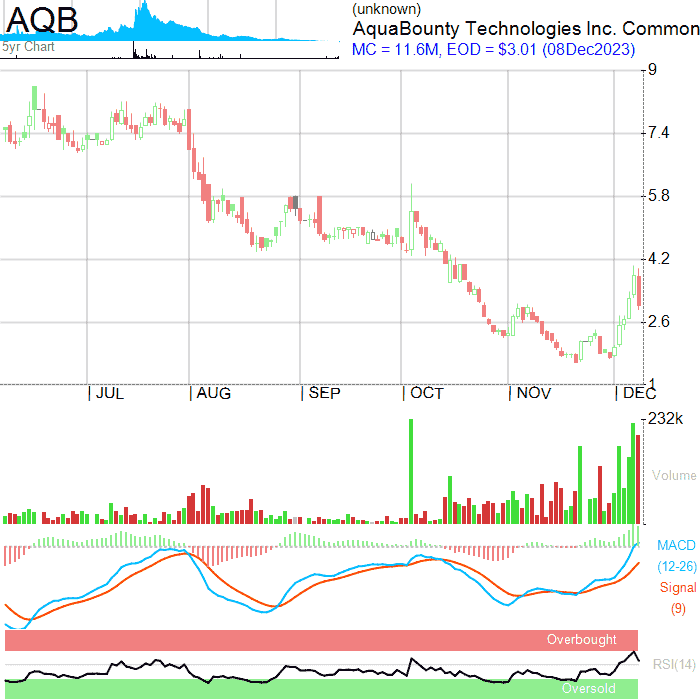 AQB
5yr Chart
(unknown)
AquaBounty Technologies Inc. Common
MC = 11.6M, EOD = $3.01 (08Dec2023)
9
7.4
5.8
4.2
2.6
1
JUL AUG SEP OCT NOV DEC
232k
Volume
MACD
(12-26)
Signal
(9)
Overbought
RSI(14)
Oversold